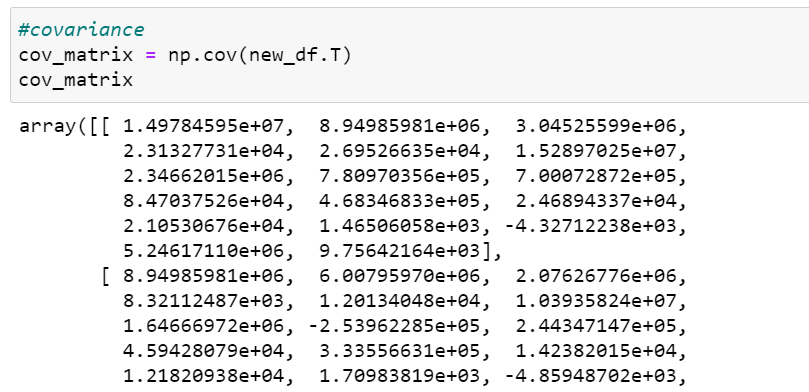 #covariance
cov_matrix = np.cov(new_df.T)
cov_matrix
array([[ 1.49784595e+07, 8.94985981e+06, 3.04525599e+06,
2.31327731e+04, 2.69526635e+04, 1.52897025e+07,
2.34662015e+06, 7.80970356e+05, 7.00072872e+05,
8.47037526e+04, 4.68346833e+05, 2.46894337e+04,
2.10530676e+04, 1.46506058e+03, -4.32712238e+03,
5.24617110e+06, 9.75642164e+03],
[ 8.94985981e+06, 6.00795970e+06, 2.07626776e+06,
8.32112487e+03, 1.20134048e+04, 1.03935824e+07,
1.64666972e+06, -2.53962285e+05, 2.44347147e+05,
4.59428079e+04, 3.33556631e+05, 1.42382015e+04,
1.21820938e+04, 1.70983819e+03, -4.85948702e+03,